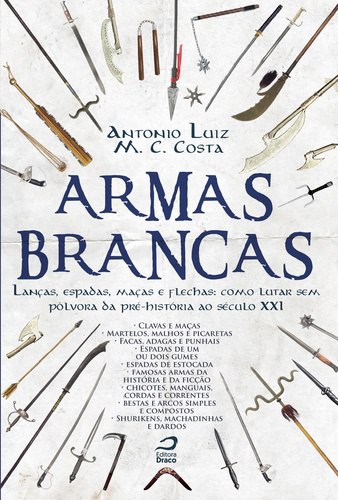 Antonio Luiz
M. C. Costa
ARMAS
BRANCAS
Lanças, espadas, maças e flechas: como lutar sem
pólvora da pré-história ao século XXI
· Clavas e maças
· Martelos, malhos e picaretas
· Facas, adagas e punhais
· Espadas de um
ou dois gumes
· espadas de estocada
· famosas armas da
história e da ficção
· chicotes, manguais,
cordas e correntes
· bestas e arcos simples
e compostos
· Shurikens, machadinhas
e dardos
Editora
Draco